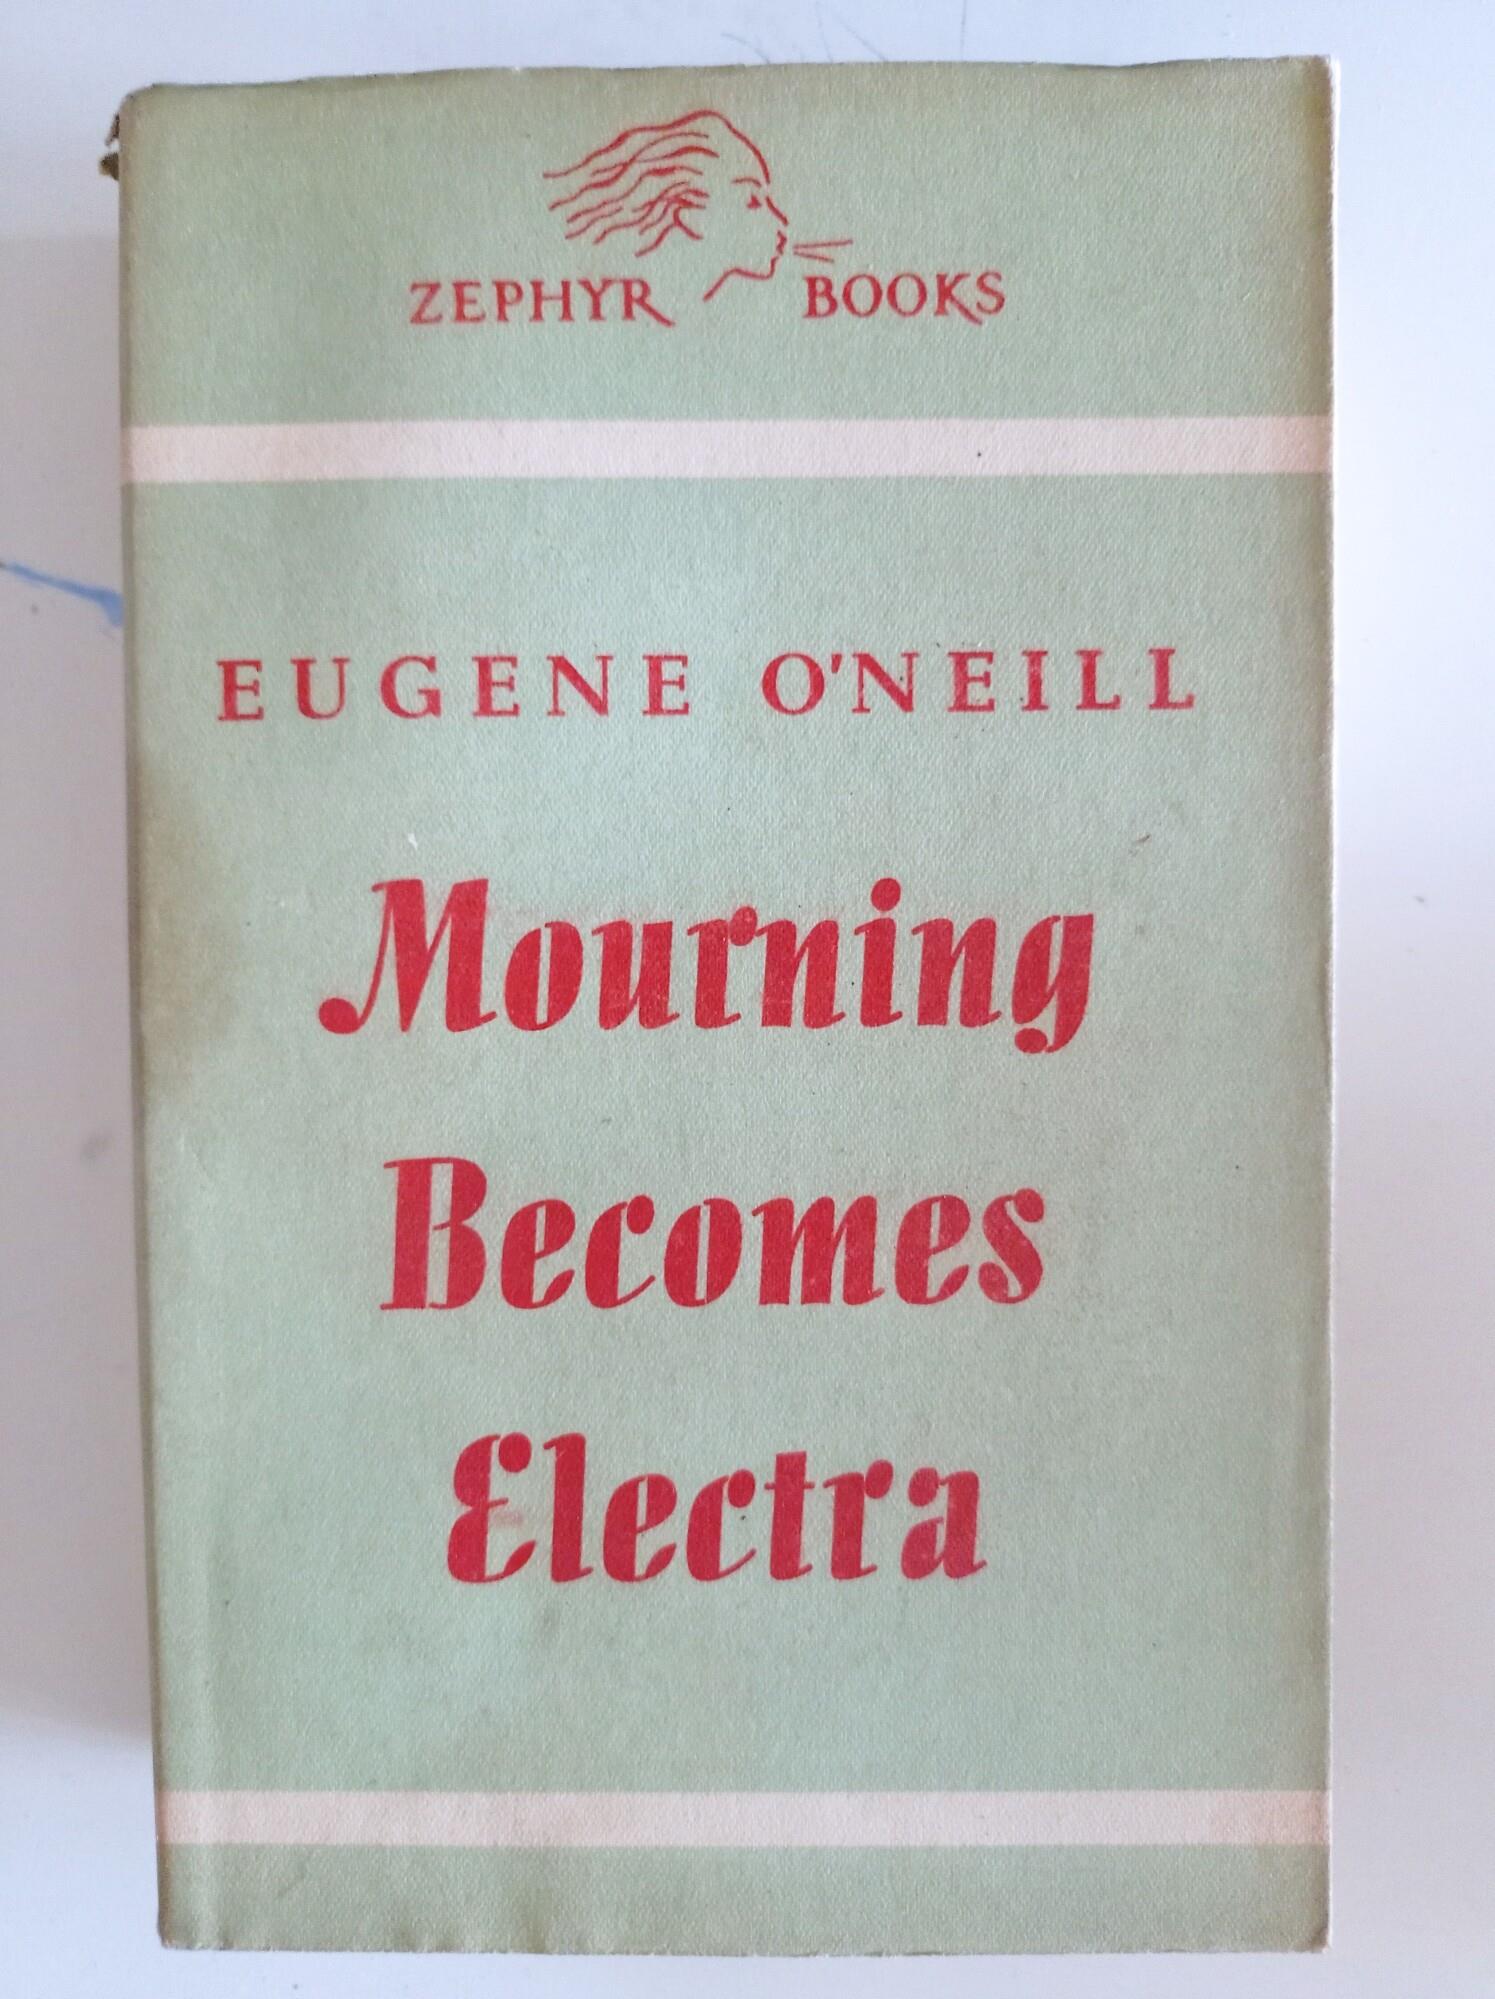 ZEPHYR BOOKS
EUGENE O'NEILL
Mourning
Becomes
Electra